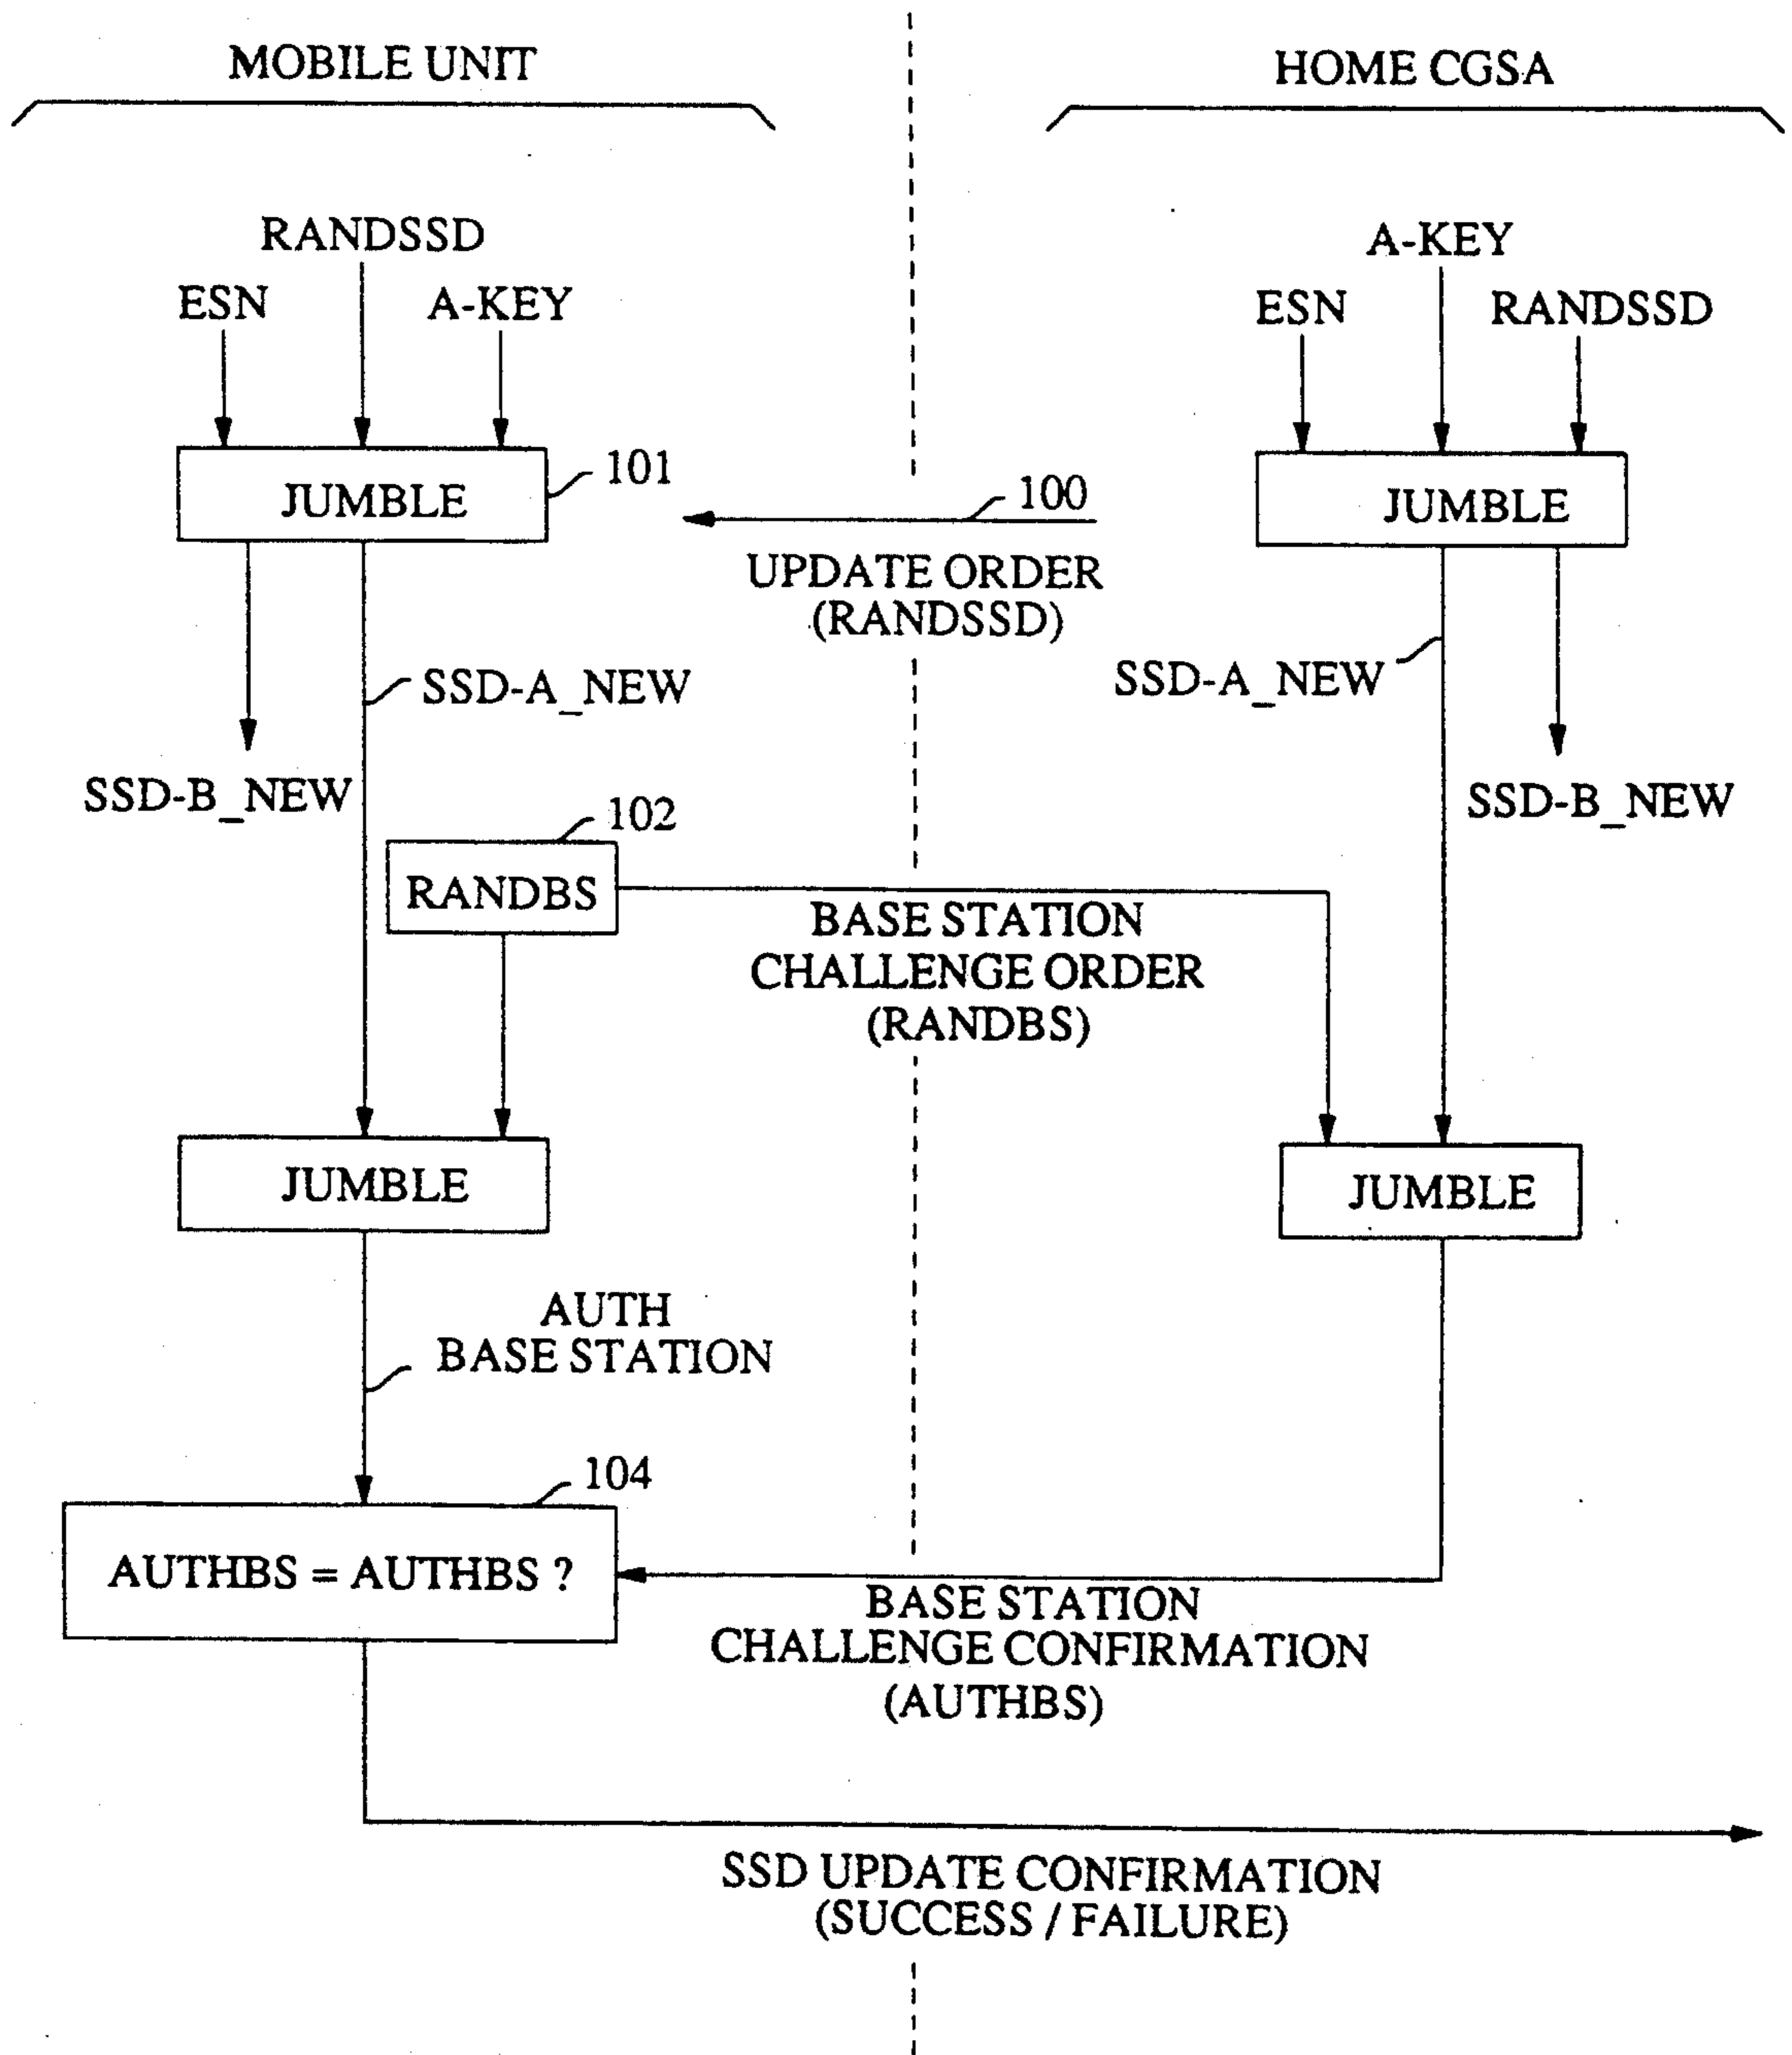 MOBILE UNIT
HOME CGSA
RANDSSD
A-KEY
ESN
A-KEY
ESN
RANDSSD
JUMBLE
101
100
JUMBLE
UPDATE ORDER
(RANDSSD)
SSD-A_NEW
SSD-A_NEW
SSD-B_NEW
SSD-B_NEW
102
RANDBS
BASE STATION
CHALLENGE ORDER
(RANDBS)
JUMBLE
JUMBLE
AUTH
BASE STATION
104
AUTHBS = AUTHBS ?
BASE STATION
CHALLENGE CONFIRMATION
(AUTHBS)
SSD UPDATE CONFIRMATION
(SUCCESS / FAILURE)